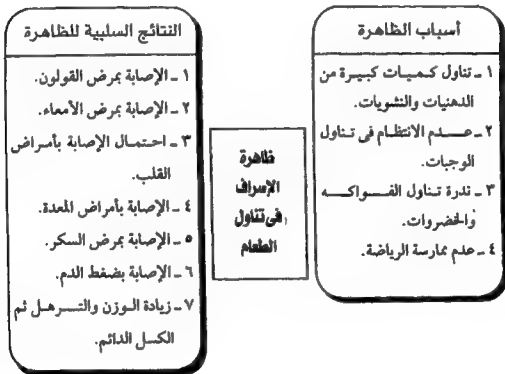 أسباب الظاهرة
١ ـ تناول كميات كبيرة من
الدهنيات والنشويات.
٢ ـ عدم الانتظام فى تناول
الوجبات.
٣ ـ ندرة تناول الفواكه
والخضروات.
٤ ـ عدم ممارسة الرياضة.
ظاهرة
الإسراف
فى تناول
الطعام
النتائج السلبية للظاهرة
١ ـ الإصابة بمرض القولون.
٢ ـ الإصابة بمرض الأمعاء.
٣ ـ احتمال الإصابة بأمراض
القلب.
٤ ـ الإصابة بأمراض المعدة.
٥ ـ الإصابة بمرض السكر.
٦ ـ الإصابة بضغط الدم.
٧ ـ زيادة الوزن والترهل ثم
الكسل الدائم.